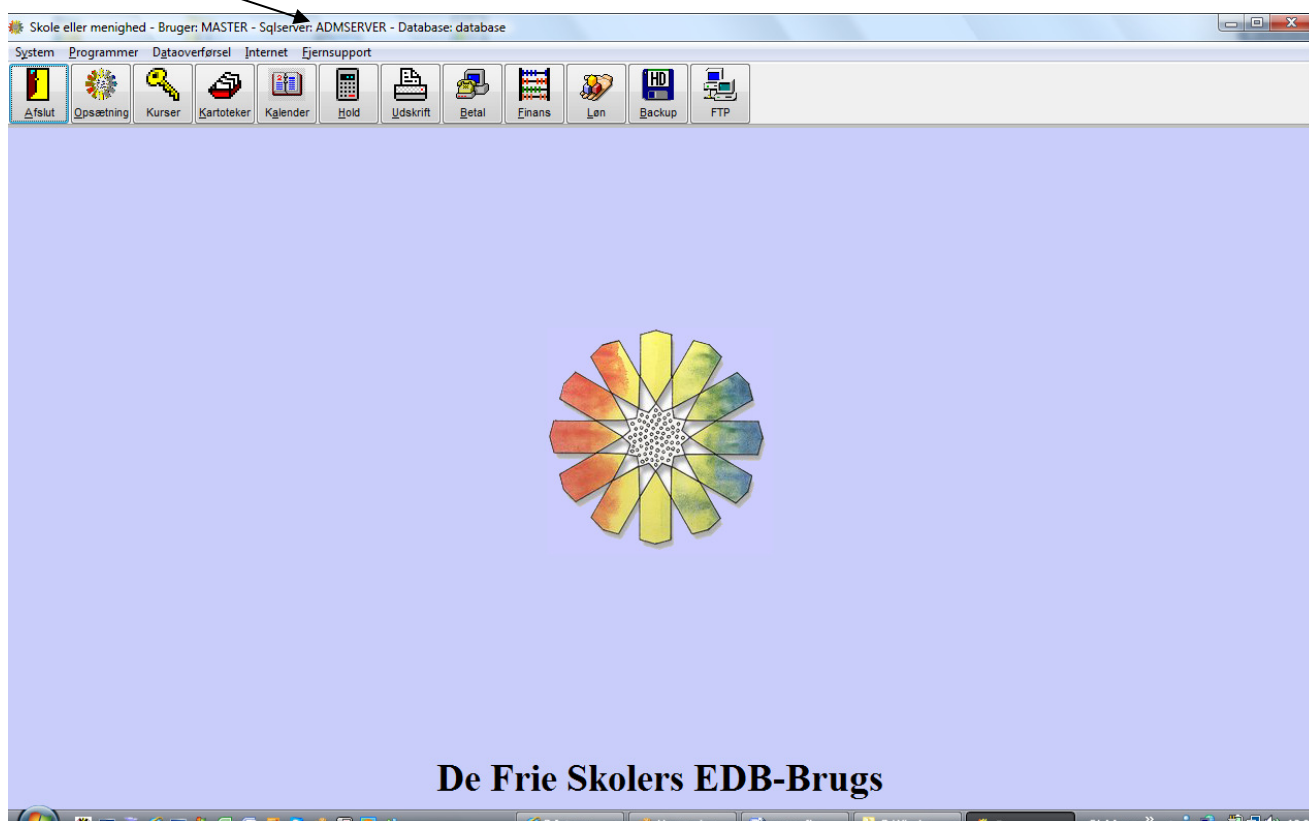 Skole eller menighed - Bruger: MASTER - Sqlserver: ADMSERVER - Database: database
System Programmer Dataoverførsel Internet Fjernsupport
Afslut Opsætning Kurser Kartoteker Kalender Hold Udskrift Betal Finans Løn Backup FTP
HD
De Frie Skolers EDB-Brugs